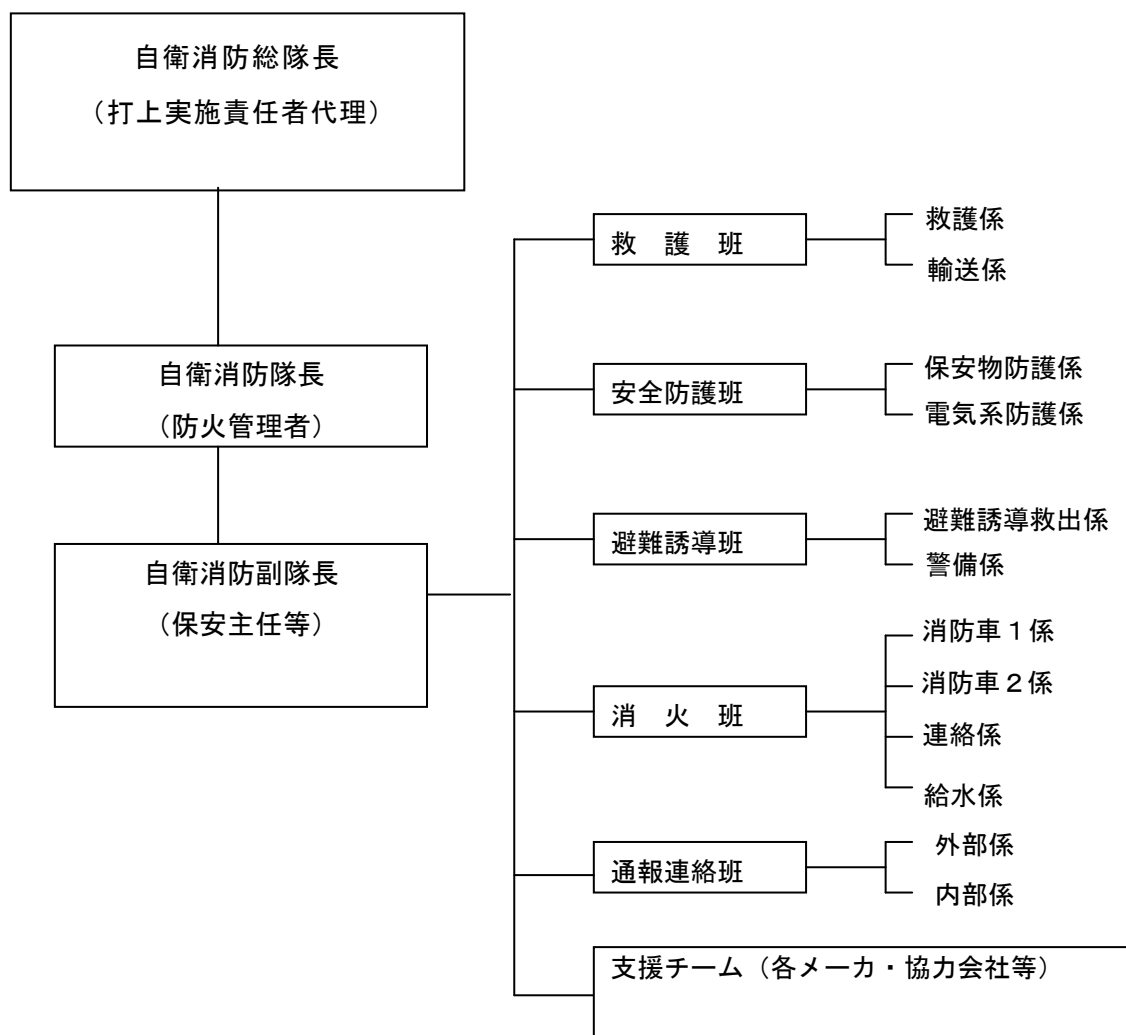 自衛消防総隊長
(打上実施責任者代理)
自衛消防隊長
(防火管理者)
自衛消防副隊長
(保安主任等)
救　護　班
救護係
輸送係
安全防護班
保安物防護係
電気系防護係
避難誘導班
避難誘導救出係
警備係
消　火　班
消防車1係
消防車2係
連絡係
給水係
通報連絡班
外部係
内部係
支援チーム(各メーカ・協力会社等)